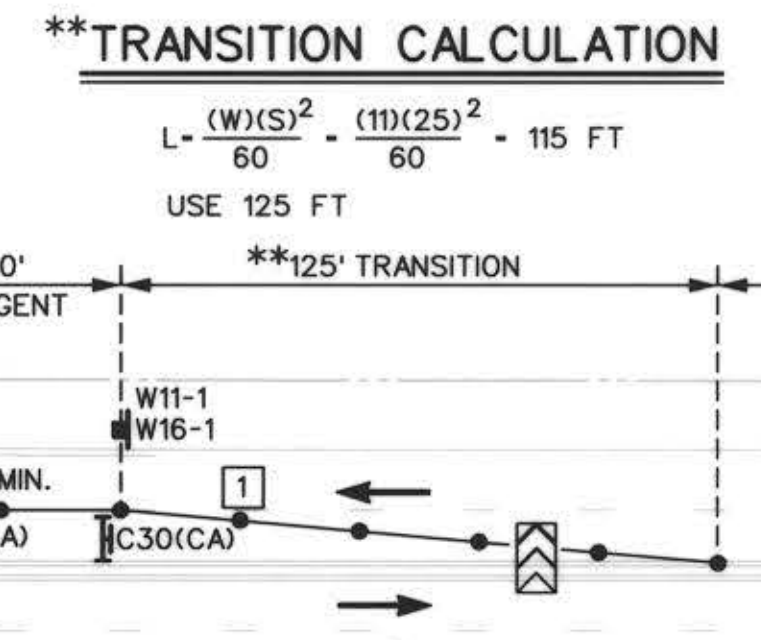 **TRANSITION CALCULATION
L- (W)(S)²/60 - (11)(25)²/60 - 115 FT
USE 125 FT
0'
GENT
**125' TRANSITION
W11-1
W16-1
MIN.
1
A)
C30(CA)